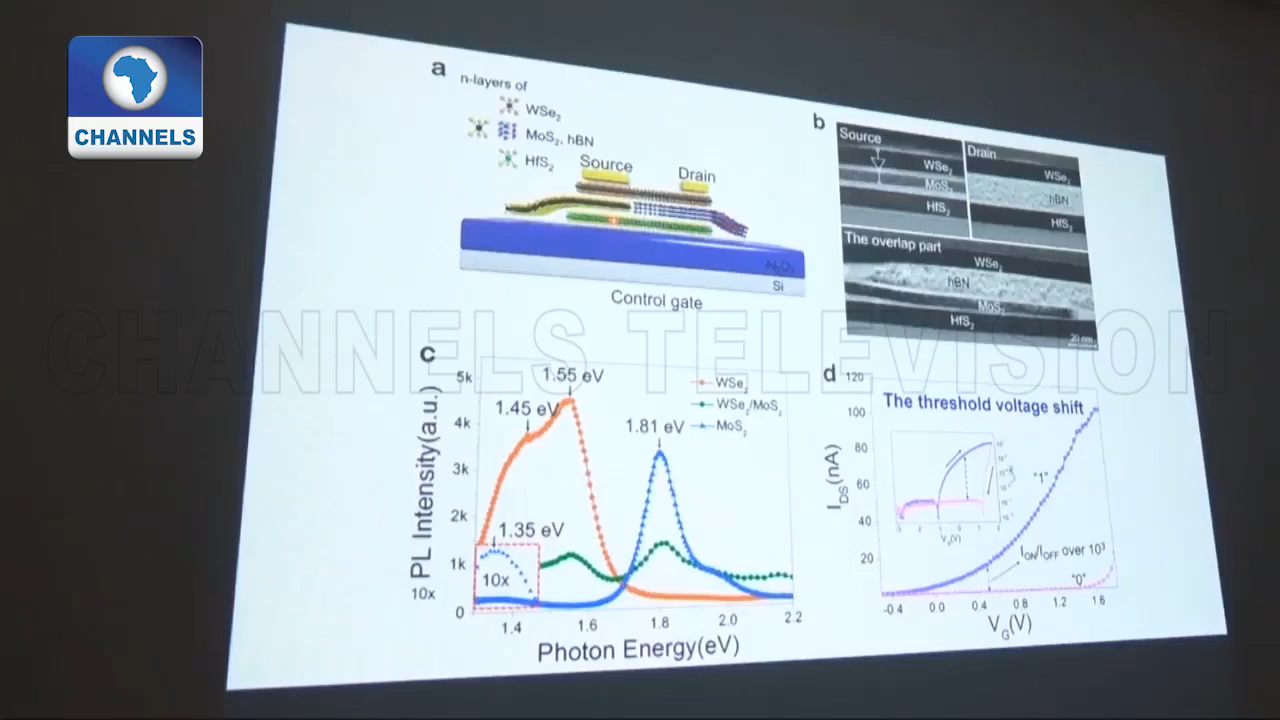 CHANNELS
CHANNELS TELEVISION
a
n-layers of
WSe₂
MoS₂, hBN
HfS₂
Source
Drain
Al₂O₃
Si
Control gate
b
Source
WSe₂
MoS₂
HfS₂
Drain
WSe₂
hBN
HfS₂
The overlap part
WSe₂
hBN
MoS₂
HfS₂
20 nm
c
PL Intensity(a.u.)
5k
4k
3k
2k
1k
10x
0
1.45 eV
1.55 eV
1.81 eV
1.35 eV
10x
WSe₂
WSe₂/MoS₂
MoS₂
1.4
1.6
1.8
2.0
2.2
Photon Energy(eV)
d
120
100
80
60
40
20
I_DS(nA)
The threshold voltage shift
"1"
I_ON/I_OFF over 10³
"0"
-0.4
0.0
0.4
0.8
1.2
1.6
V_G(V)